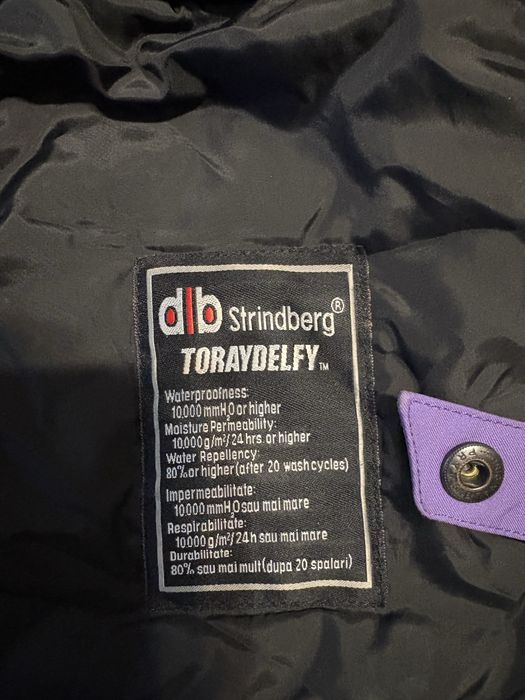 db Strindberg®
TORAYDELFY™
Waterproofness:
10,000 mmH2O or higher
Moisture Permeability:
10,000 g/m²/24 hrs. or higher
Water Repellency:
80% or higher (after 20 wash cycles)
Impermeabilitate:
10,000 mmH2O sau mai mare
Respirabilitate:
10,000 g/m²/24h sau mai mare
Durabilitate:
80% sau mai mult (dupa 20 spalari)